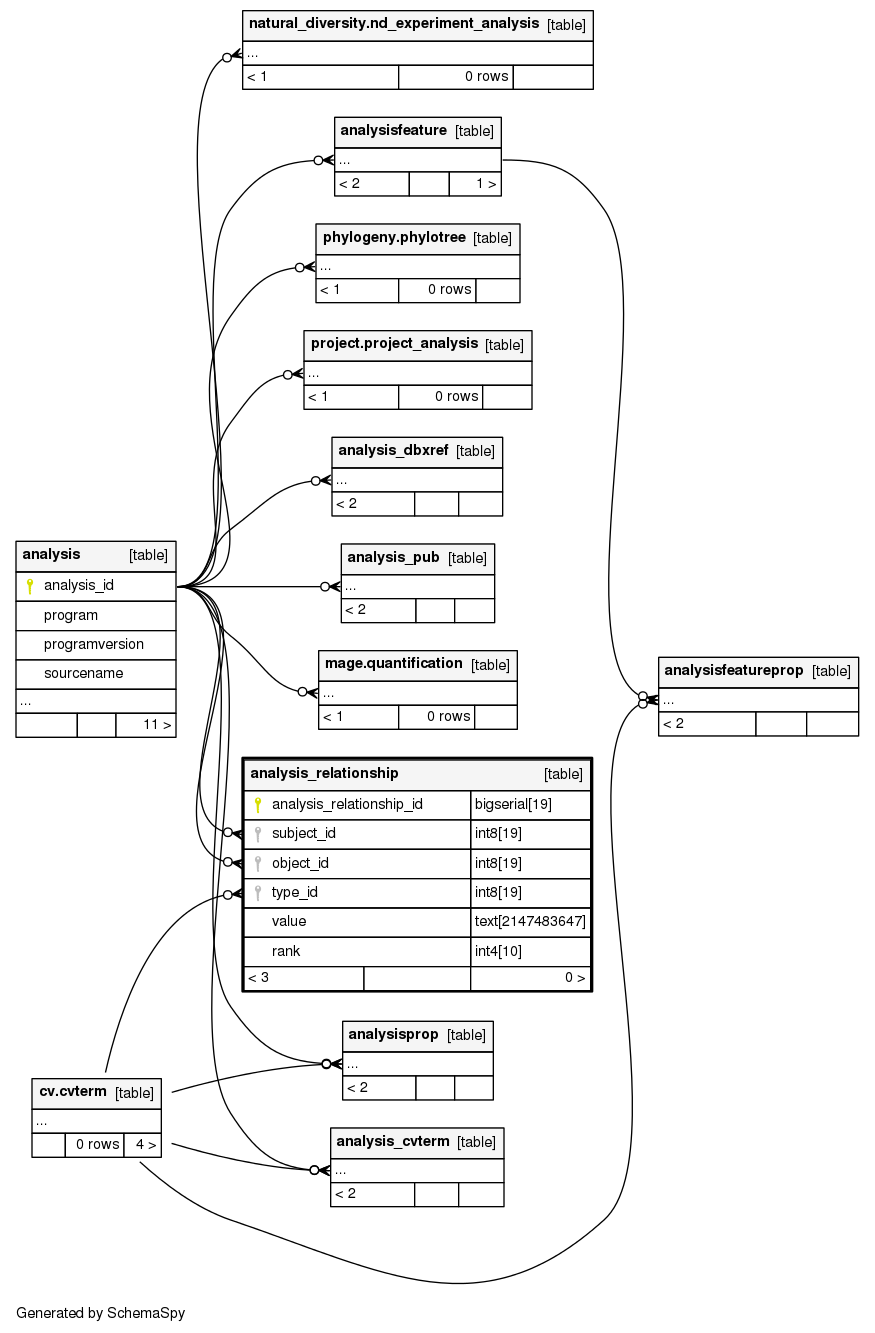 natural_diversity.nd_experiment_analysis [table]
...
< 1 0 rows
analysisfeature [table]
...
< 2 1 >
phylogeny.phylotree [table]
...
< 1 0 rows
project.project_analysis [table]
...
< 1 0 rows
analysis_dbxref [table]
...
< 2
analysis [table]
analysis_id
program
programversion
sourcename
...
11 >
analysis_pub [table]
...
< 2
mage.quantification [table]
...
< 1 0 rows
analysisfeatureprop [table]
...
< 2
analysis_relationship [table]
analysis_relationship_id bigserial[19]
subject_id int8[19]
object_id int8[19]
type_id int8[19]
value text[2147483647]
rank int4[10]
< 3 0 >
analysisprop [table]
...
< 2
cv.cvterm [table]
...
0 rows 4 >
analysis_cvterm [table]
...
< 2
Generated by SchemaSpy